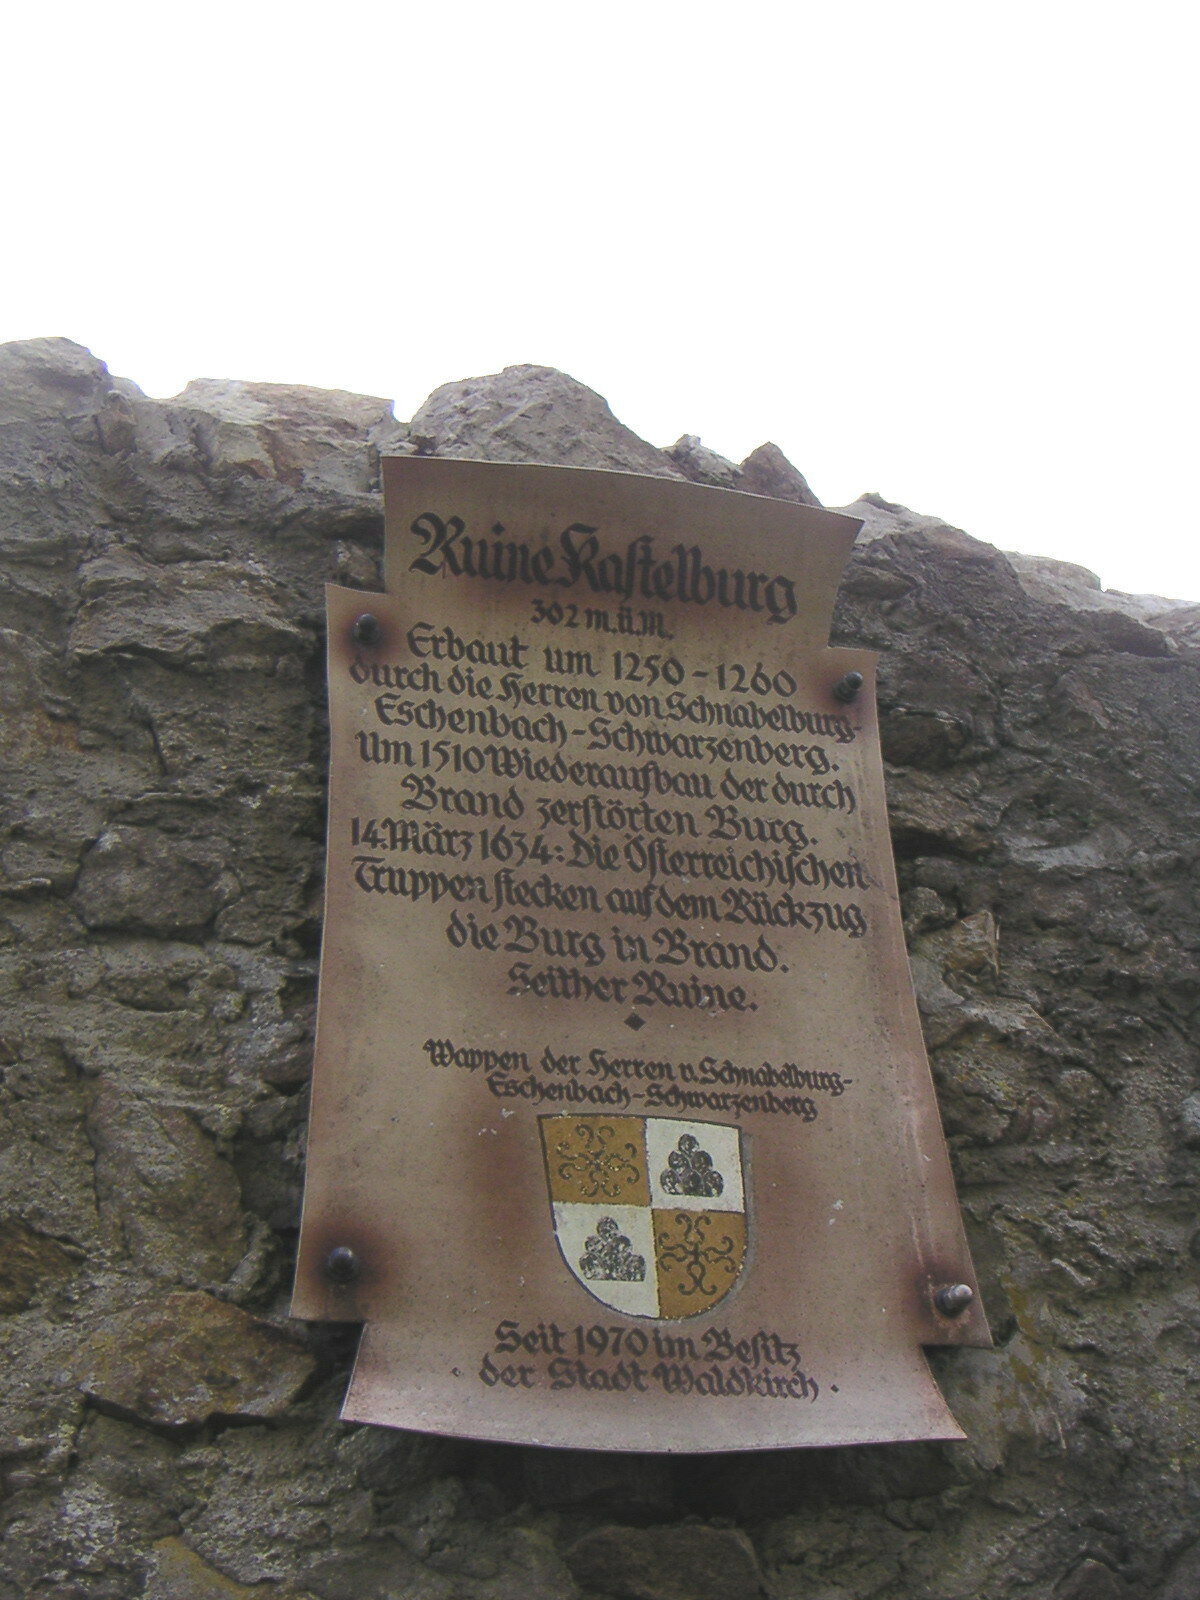 Ruine Kastelburg
302 m.ü.M.
Erbaut um 1250-1260
durch die Herren von Schnabelburg-
Eschenbach-Schwarzenberg.
Um 1510 Wiederaufbau der durch
Brand zerstörten Burg.
14. März 1634: Die Österreichischen
Truppen stecken auf dem Rückzug
die Burg in Brand.
Seither Ruine.
Wappen der Herren v. Schnabelburg-
Eschenbach-Schwarzenberg
Seit 1970 im Besitz
der Stadt Waldkirch.